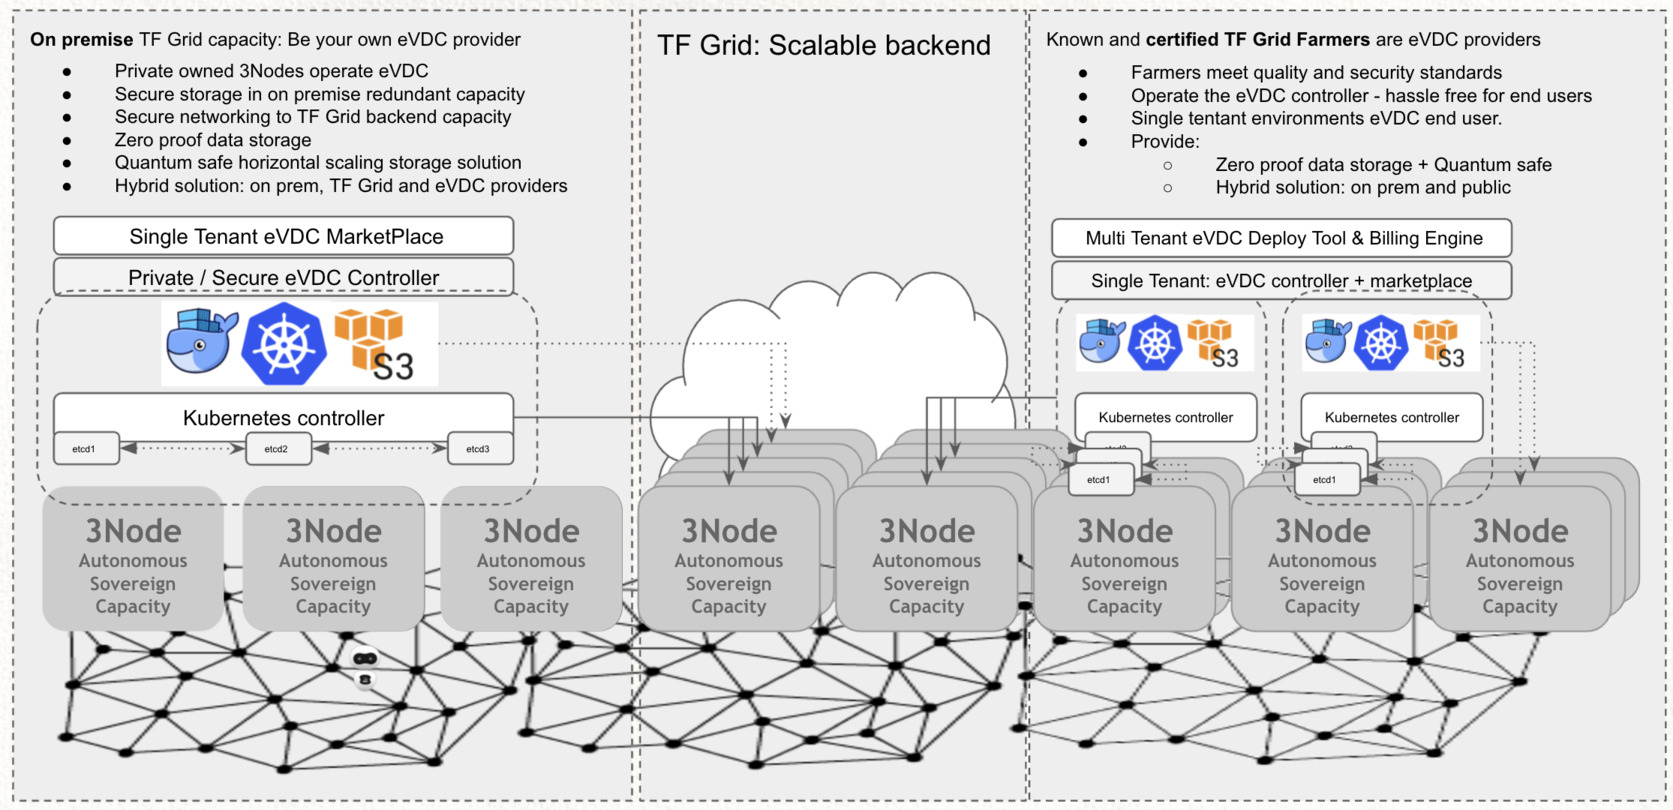 On premise TF Grid capacity: Be your own eVDC provider
● Private owned 3Nodes operate eVDC
● Secure storage in on premise redundant capacity
● Secure networking to TF Grid backend capacity
● Zero proof data storage
● Quantum safe horizontal scaling storage solution
● Hybrid solution: on prem, TF Grid and eVDC providers
Single Tenant eVDC MarketPlace
Private / Secure eVDC Controller
S3
Kubernetes controller
etcd1
etcd2
etcd3
TF Grid: Scalable backend
Known and certified TF Grid Farmers are eVDC providers
● Farmers meet quality and security standards
● Operate the eVDC controller - hassle free for end users
● Single tenant environments eVDC end user.
● Provide:
○ Zero proof data storage + Quantum safe
○ Hybrid solution: on prem and public
Multi Tenant eVDC Deploy Tool & Billing Engine
Single Tenant: eVDC controller + marketplace
S3
Kubernetes controller
etcd1
S3
Kubernetes controller
etcd1
3Node
Autonomous
Sovereign
Capacity
3Node
Autonomous
Sovereign
Capacity
3Node
Autonomous
Sovereign
Capacity
3Node
Autonomous
Sovereign
Capacity
3Node
Autonomous
Sovereign
Capacity
3Node
Autonomous
Sovereign
Capacity
3Node
Autonomous
Sovereign
Capacity
3Node
Autonomous
Sovereign
Capacity